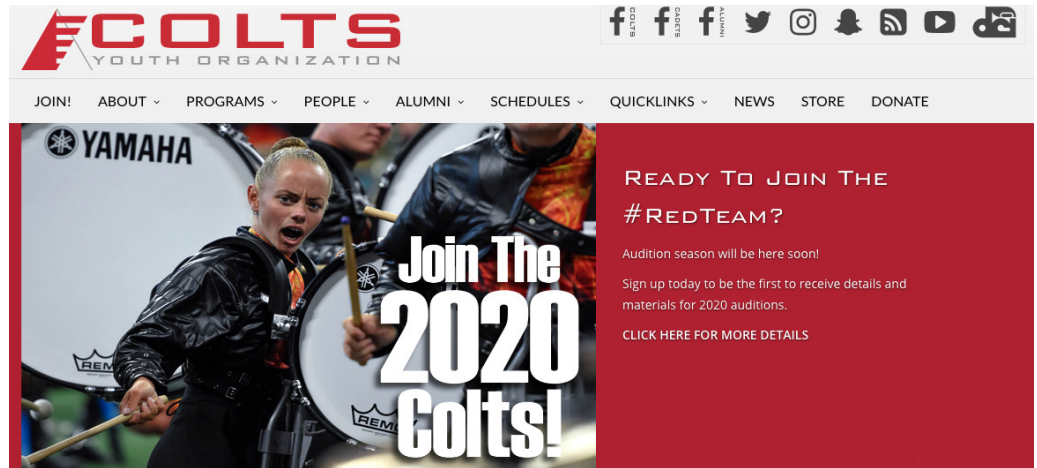 COLTS
YOUTH ORGANIZATION
COLTS
CADETS
ALUMNI
JOIN!
ABOUT
PROGRAMS
PEOPLE
ALUMNI
SCHEDULES
QUICKLINKS
NEWS
STORE
DONATE
YAMAHA
REMO
REMO
Join The
2020
Colts!
Ready To Join The
#RedTeam?
Audition season will be here soon!
Sign up today to be the first to receive details and
materials for 2020 auditions.
CLICK HERE FOR MORE DETAILS